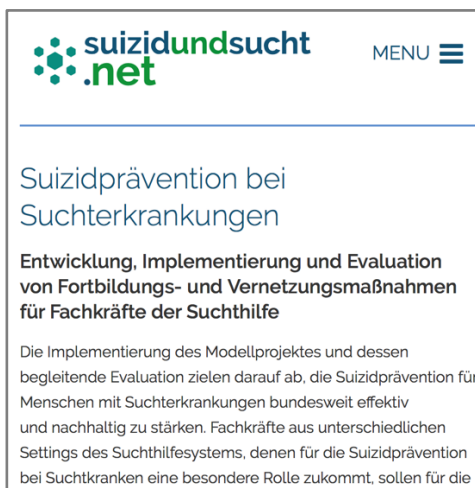 suizidundsucht
.net
MENU
Suizidprävention bei
Suchterkrankungen
Entwicklung, Implementierung und Evaluation
von Fortbildungs- und Vernetzungsmaßnahmen
für Fachkräfte der Suchthilfe
Die Implementierung des Modellprojektes und dessen
begleitende Evaluation zielen darauf ab, die Suizidprävention für
Menschen mit Suchterkrankungen bundesweit effektiv
und nachhaltig zu stärken. Fachkräfte aus unterschiedlichen
Settings des Suchthilfesystems, denen für die Suizidprävention
bei Suchtkranken eine besondere Rolle zukommt, sollen für die